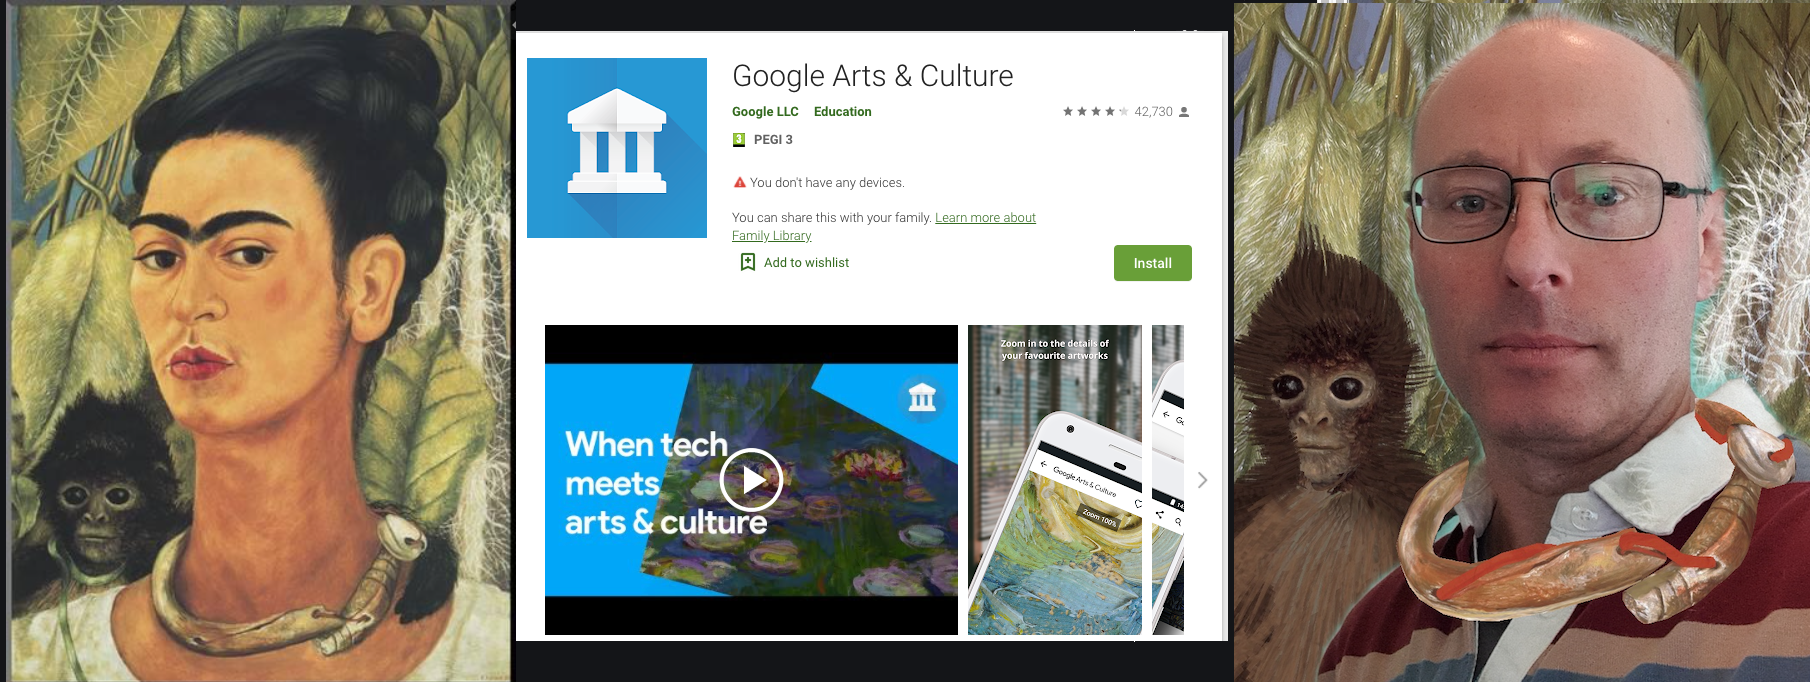 Google Arts & Culture
Google LLC Education
42,730
3 PEGI 3
You don't have any devices.
You can share this with your family. Learn more about
Family Library
Add to wishlist
Install
When tech
meets
arts & culture
Zoom in to the details of
your favourite artworks
Google Arts & Culture
Zoom 100%